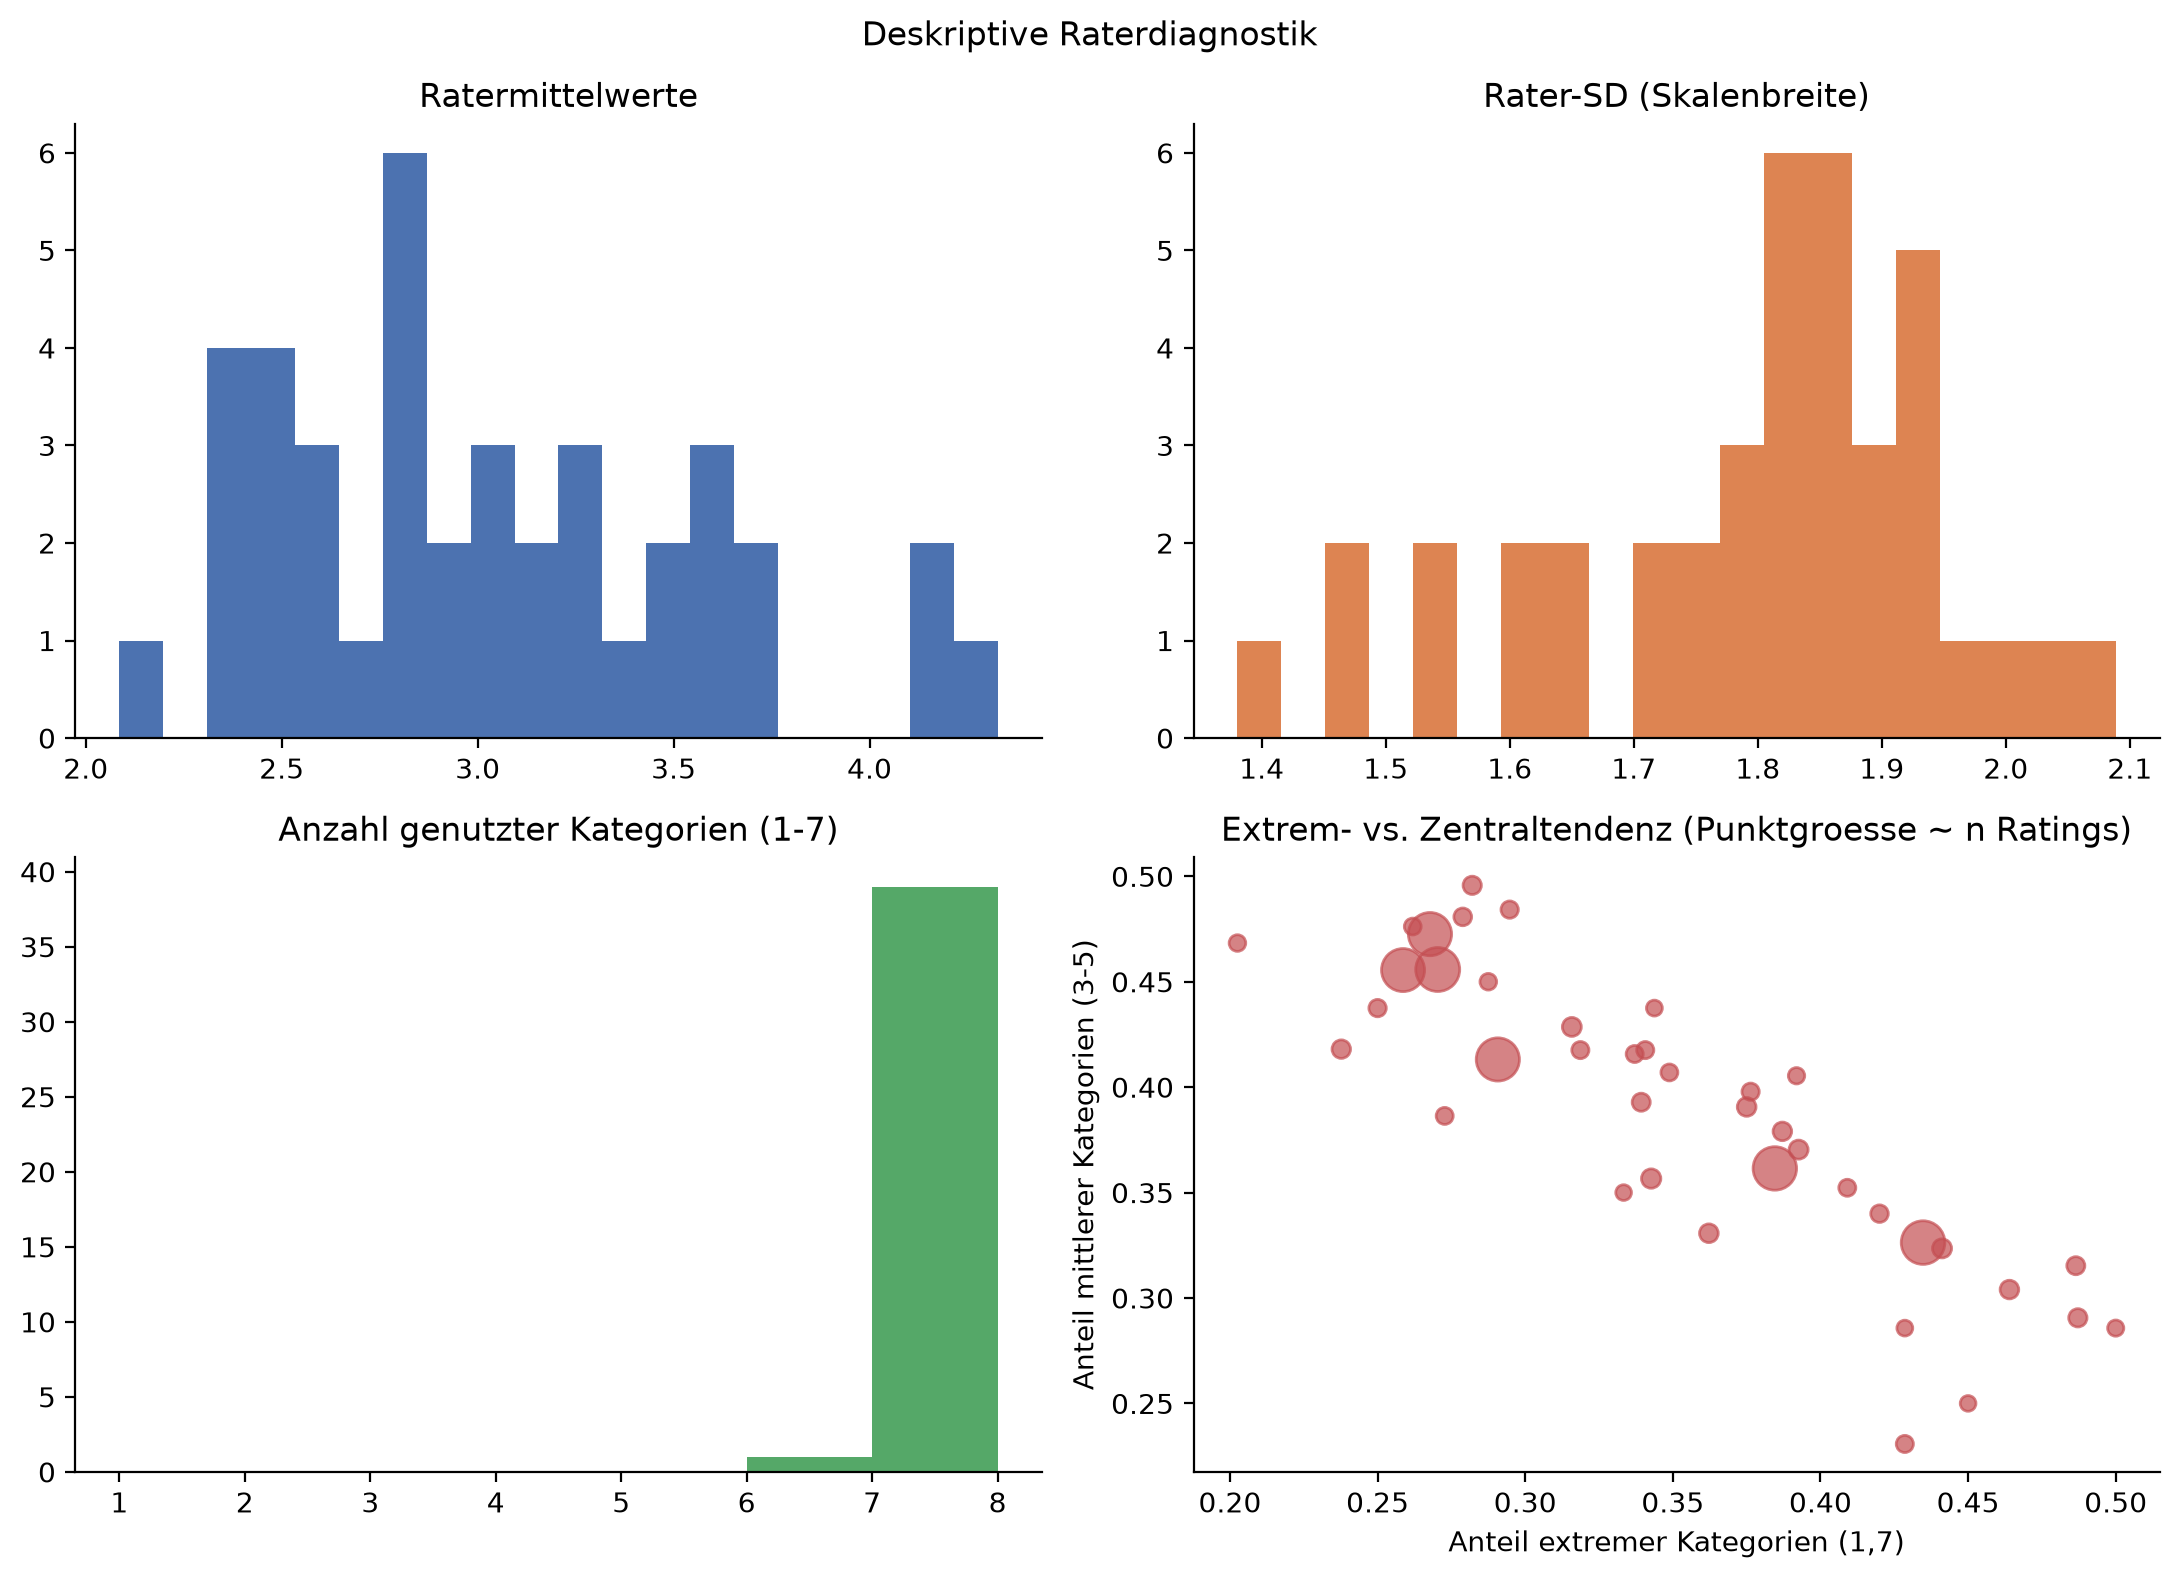 Deskriptive Raterdiagnostik
Ratermittelwerte
6
5
4
3
2
1
0
2.0 2.5 3.0 3.5 4.0
Rater-SD (Skalenbreite)
6
5
4
3
2
1
0
1.4 1.5 1.6 1.7 1.8 1.9 2.0 2.1
Anzahl genutzter Kategorien (1-7)
40
35
30
25
20
15
10
5
0
1 2 3 4 5 6 7 8
Extrem- vs. Zentraltendenz (Punktgroesse ~ n Ratings)
Anteil mittlerer Kategorien (3-5)
0.50
0.45
0.40
0.35
0.30
0.25
0.20 0.25 0.30 0.35 0.40 0.45 0.50
Anteil extremer Kategorien (1,7)